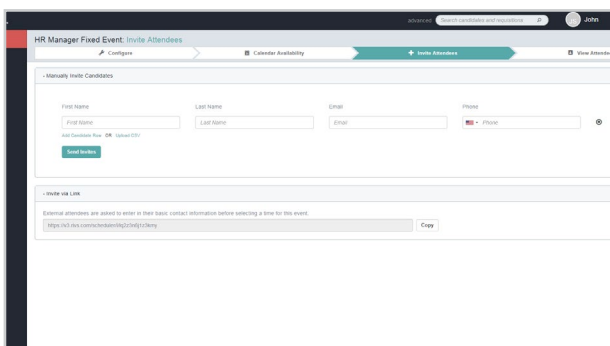 advanced Search candidates and requisitions John
HR Manager Fixed Event: Invite Attendees
Configure Calendar Availability Invite Attendees View Attende
Manually Invite Candidates
First Name Last Name Email Phone
First Name Last Name Email Phone
Add Candidate Row OR Upload CSV
Send Invites
Invite via Link
External attendees are asked to enter in their basic contact information before selecting a time for this event.
Copy